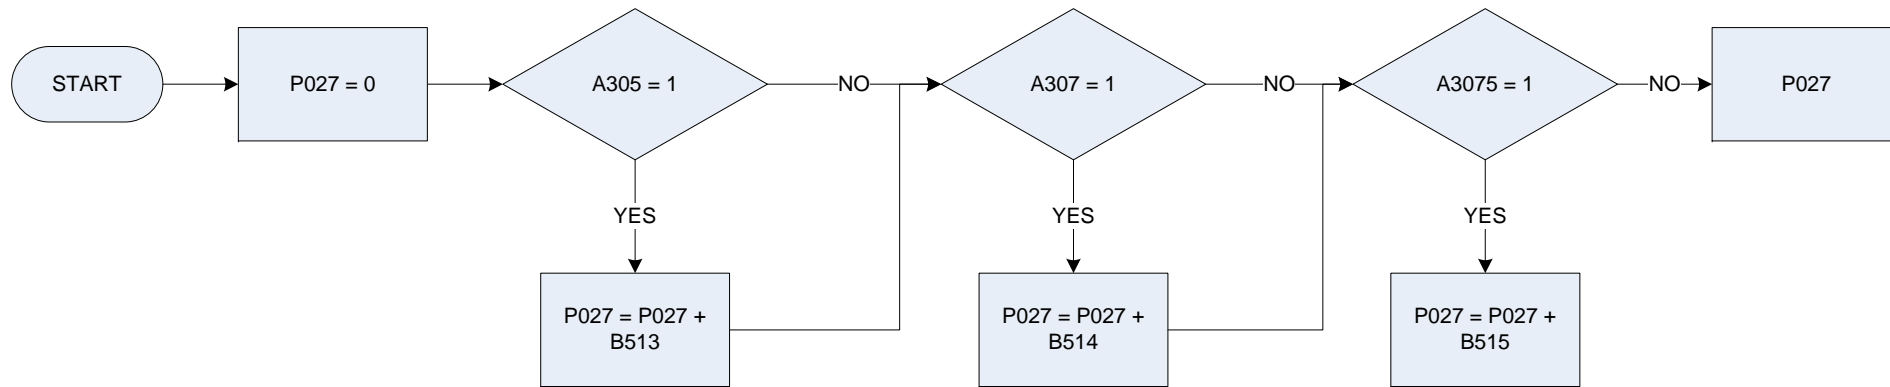 START
P027 = 0
A305 = 1
NO
A307 = 1
NO
A3075 = 1
NO
P027
YES
YES
YES
P027 = P027 +
B513
P027 = P027 +
B514
P027 = P027 +
B515